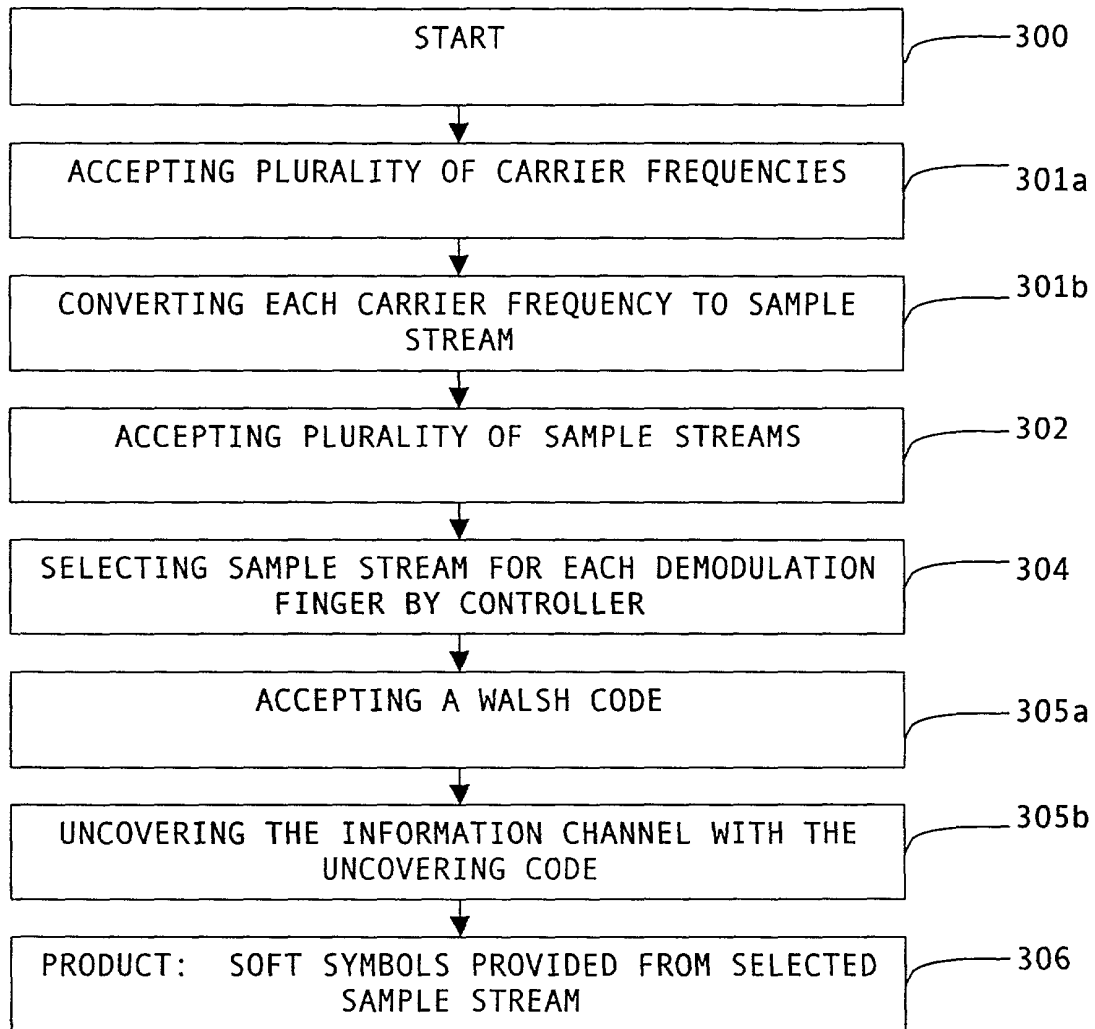 START
300
ACCEPTING PLURALITY OF CARRIER FREQUENCIES
301a
CONVERTING EACH CARRIER FREQUENCY TO SAMPLE
STREAM
301b
ACCEPTING PLURALITY OF SAMPLE STREAMS
302
SELECTING SAMPLE STREAM FOR EACH DEMODULATION
FINGER BY CONTROLLER
304
ACCEPTING A WALSH CODE
305a
UNCOVERING THE INFORMATION CHANNEL WITH THE
UNCOVERING CODE
305b
PRODUCT: SOFT SYMBOLS PROVIDED FROM SELECTED
SAMPLE STREAM
306